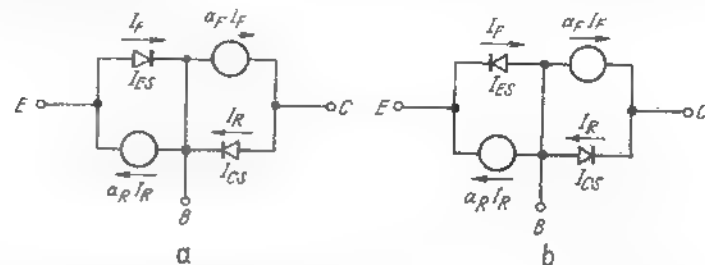 I_F α_F I_F
I_ES
E C
I_R
α_R I_R I_CS
B
a
I_F α_F I_F
I_ES
E C
I_R
α_R I_R I_CS
B
b